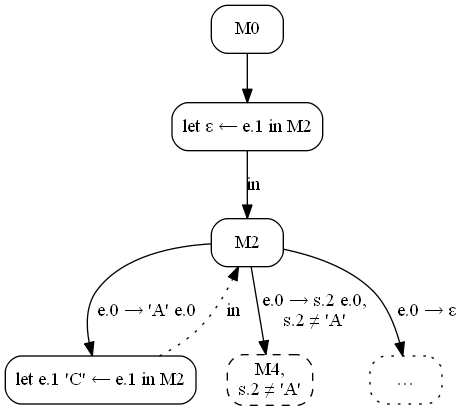 M0
let ε ← e.1 in M2
in
M2
e.0 → 'A' e.0
in
e.0 → s.2 e.0,
s.2 ≠ 'A'
e.0 → ε
let e.1 'C' ← e.1 in M2
M4,
s.2 ≠ 'A'
...